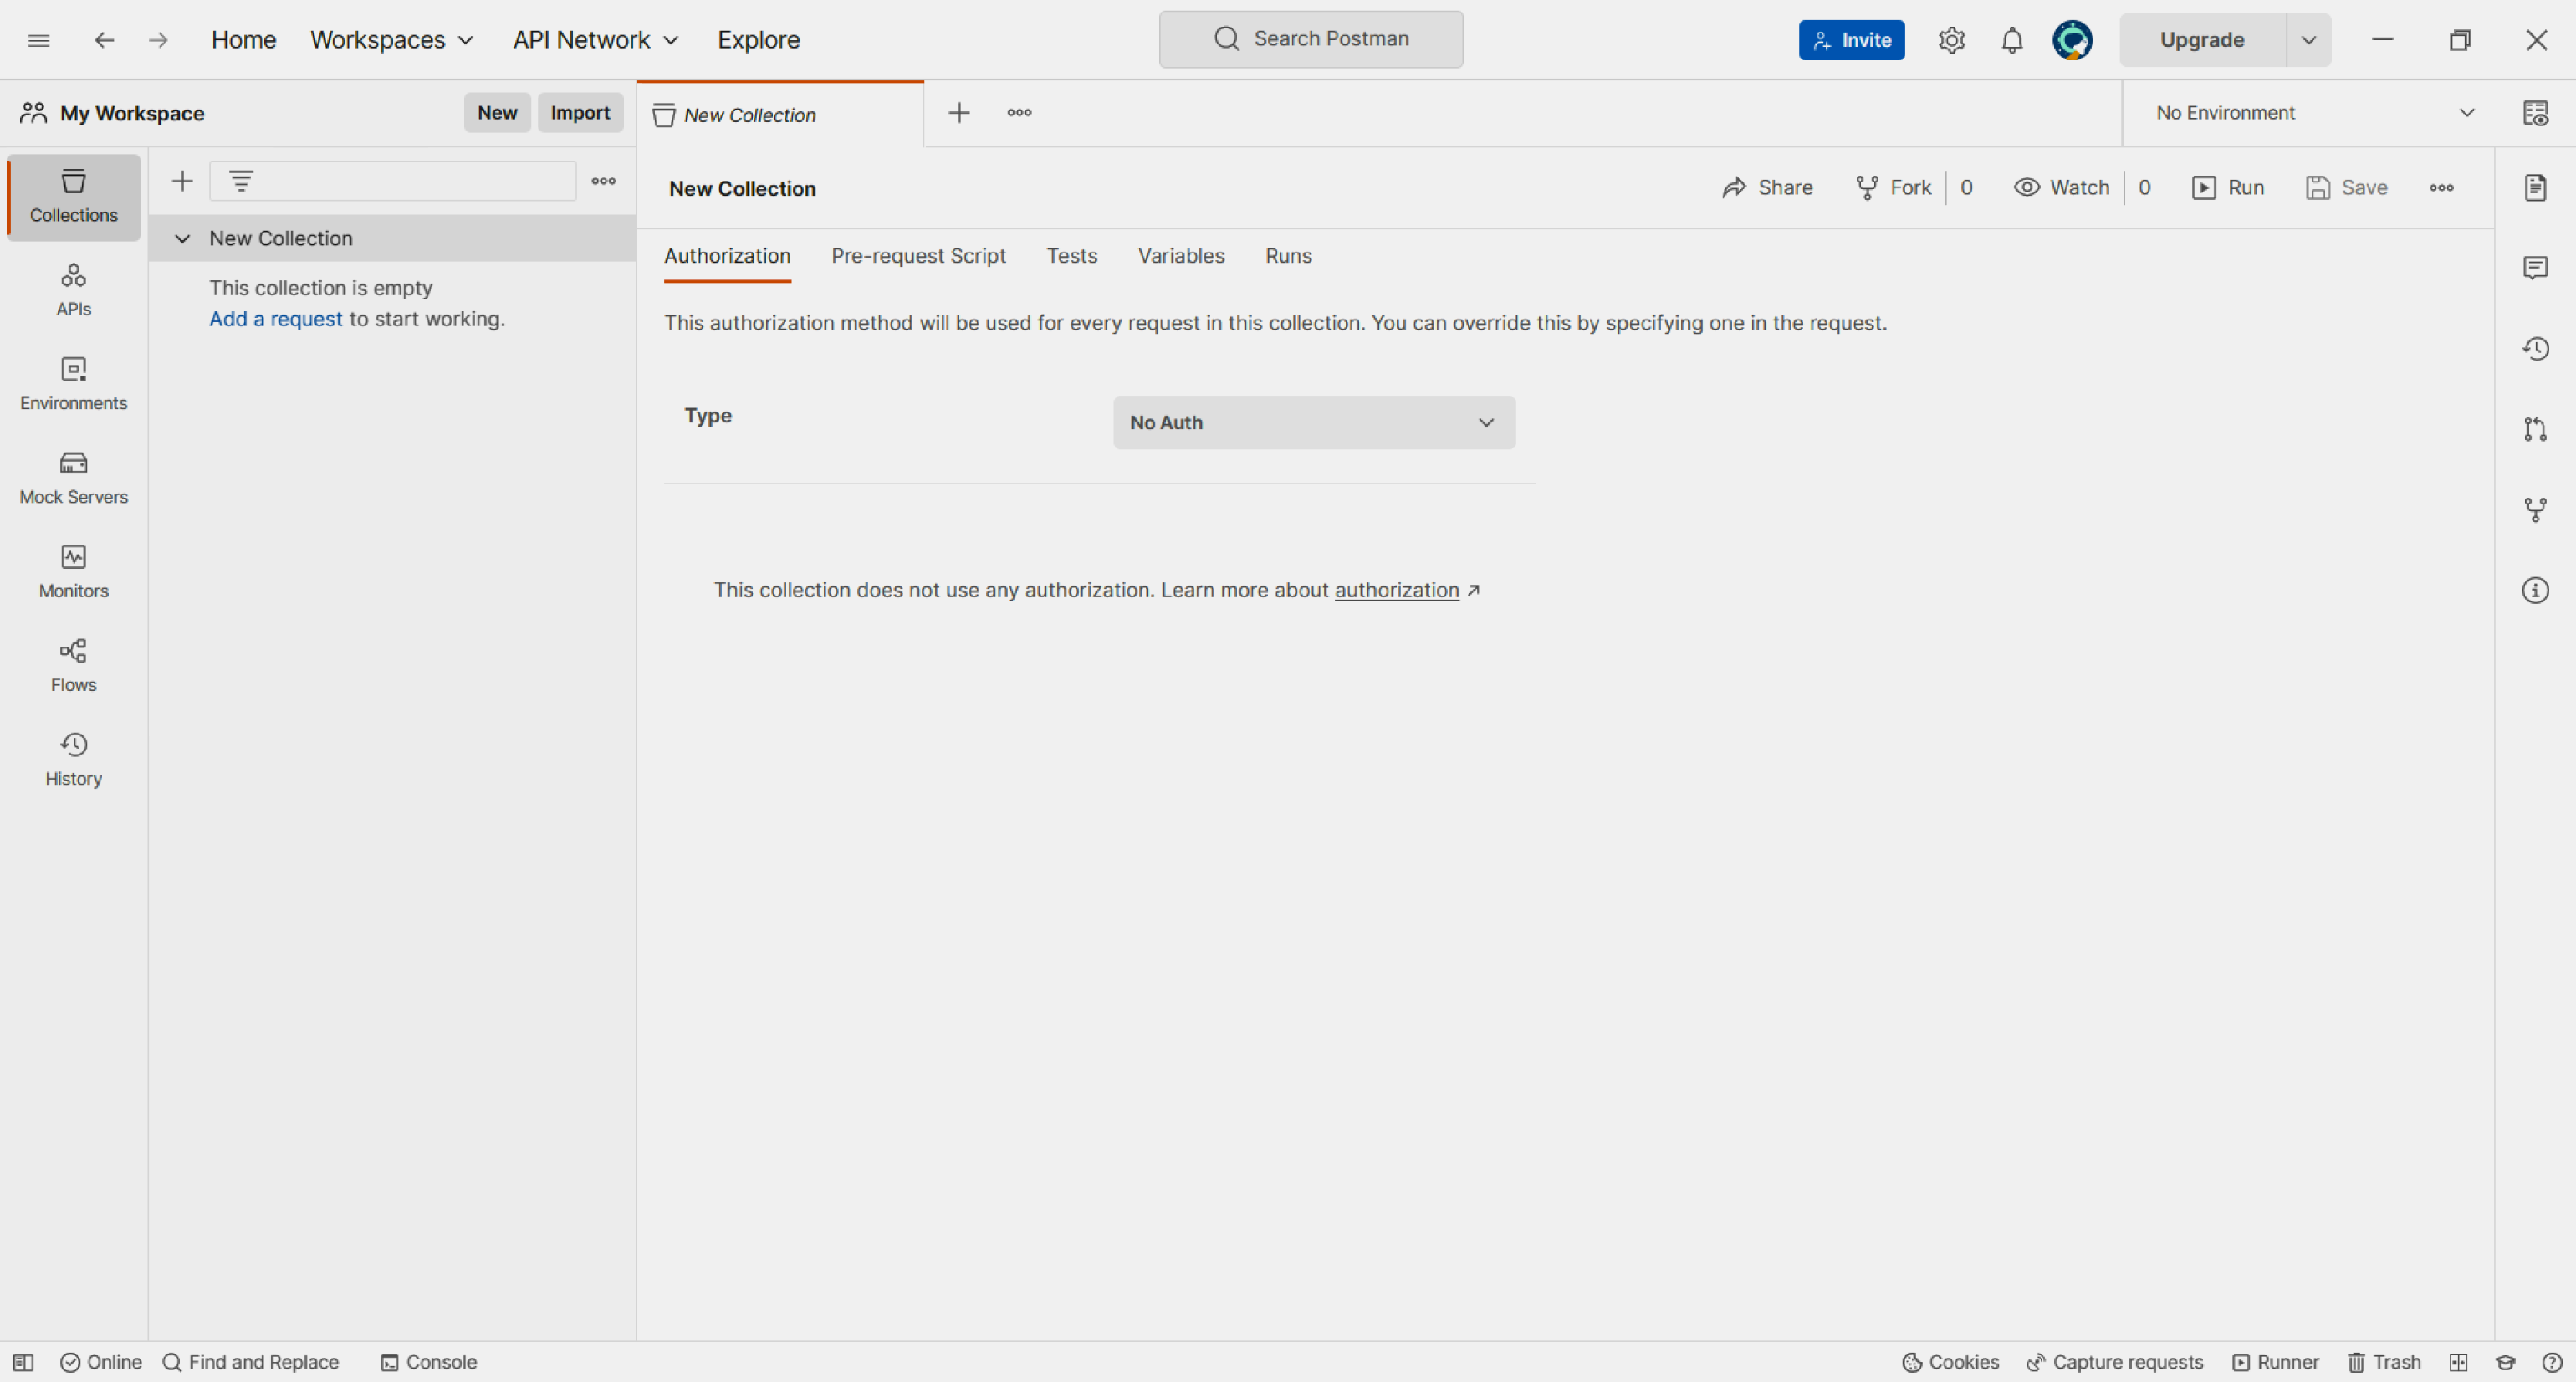 Home
Workspaces
API Network
Explore
Search Postman
Invite
Upgrade
My Workspace
New
Import
New Collection
No Environment
Collections
APIs
Environments
Mock Servers
Monitors
Flows
History
New Collection
This collection is empty
Add a request to start working.
New Collection
Share
Fork
0
Watch
0
Run
Save
Authorization
Pre-request Script
Tests
Variables
Runs
This authorization method will be used for every request in this collection. You can override this by specifying one in the request.
Type
No Auth
This collection does not use any authorization. Learn more about authorization ↗
Online
Find and Replace
Console
Cookies
Capture requests
Runner
Trash